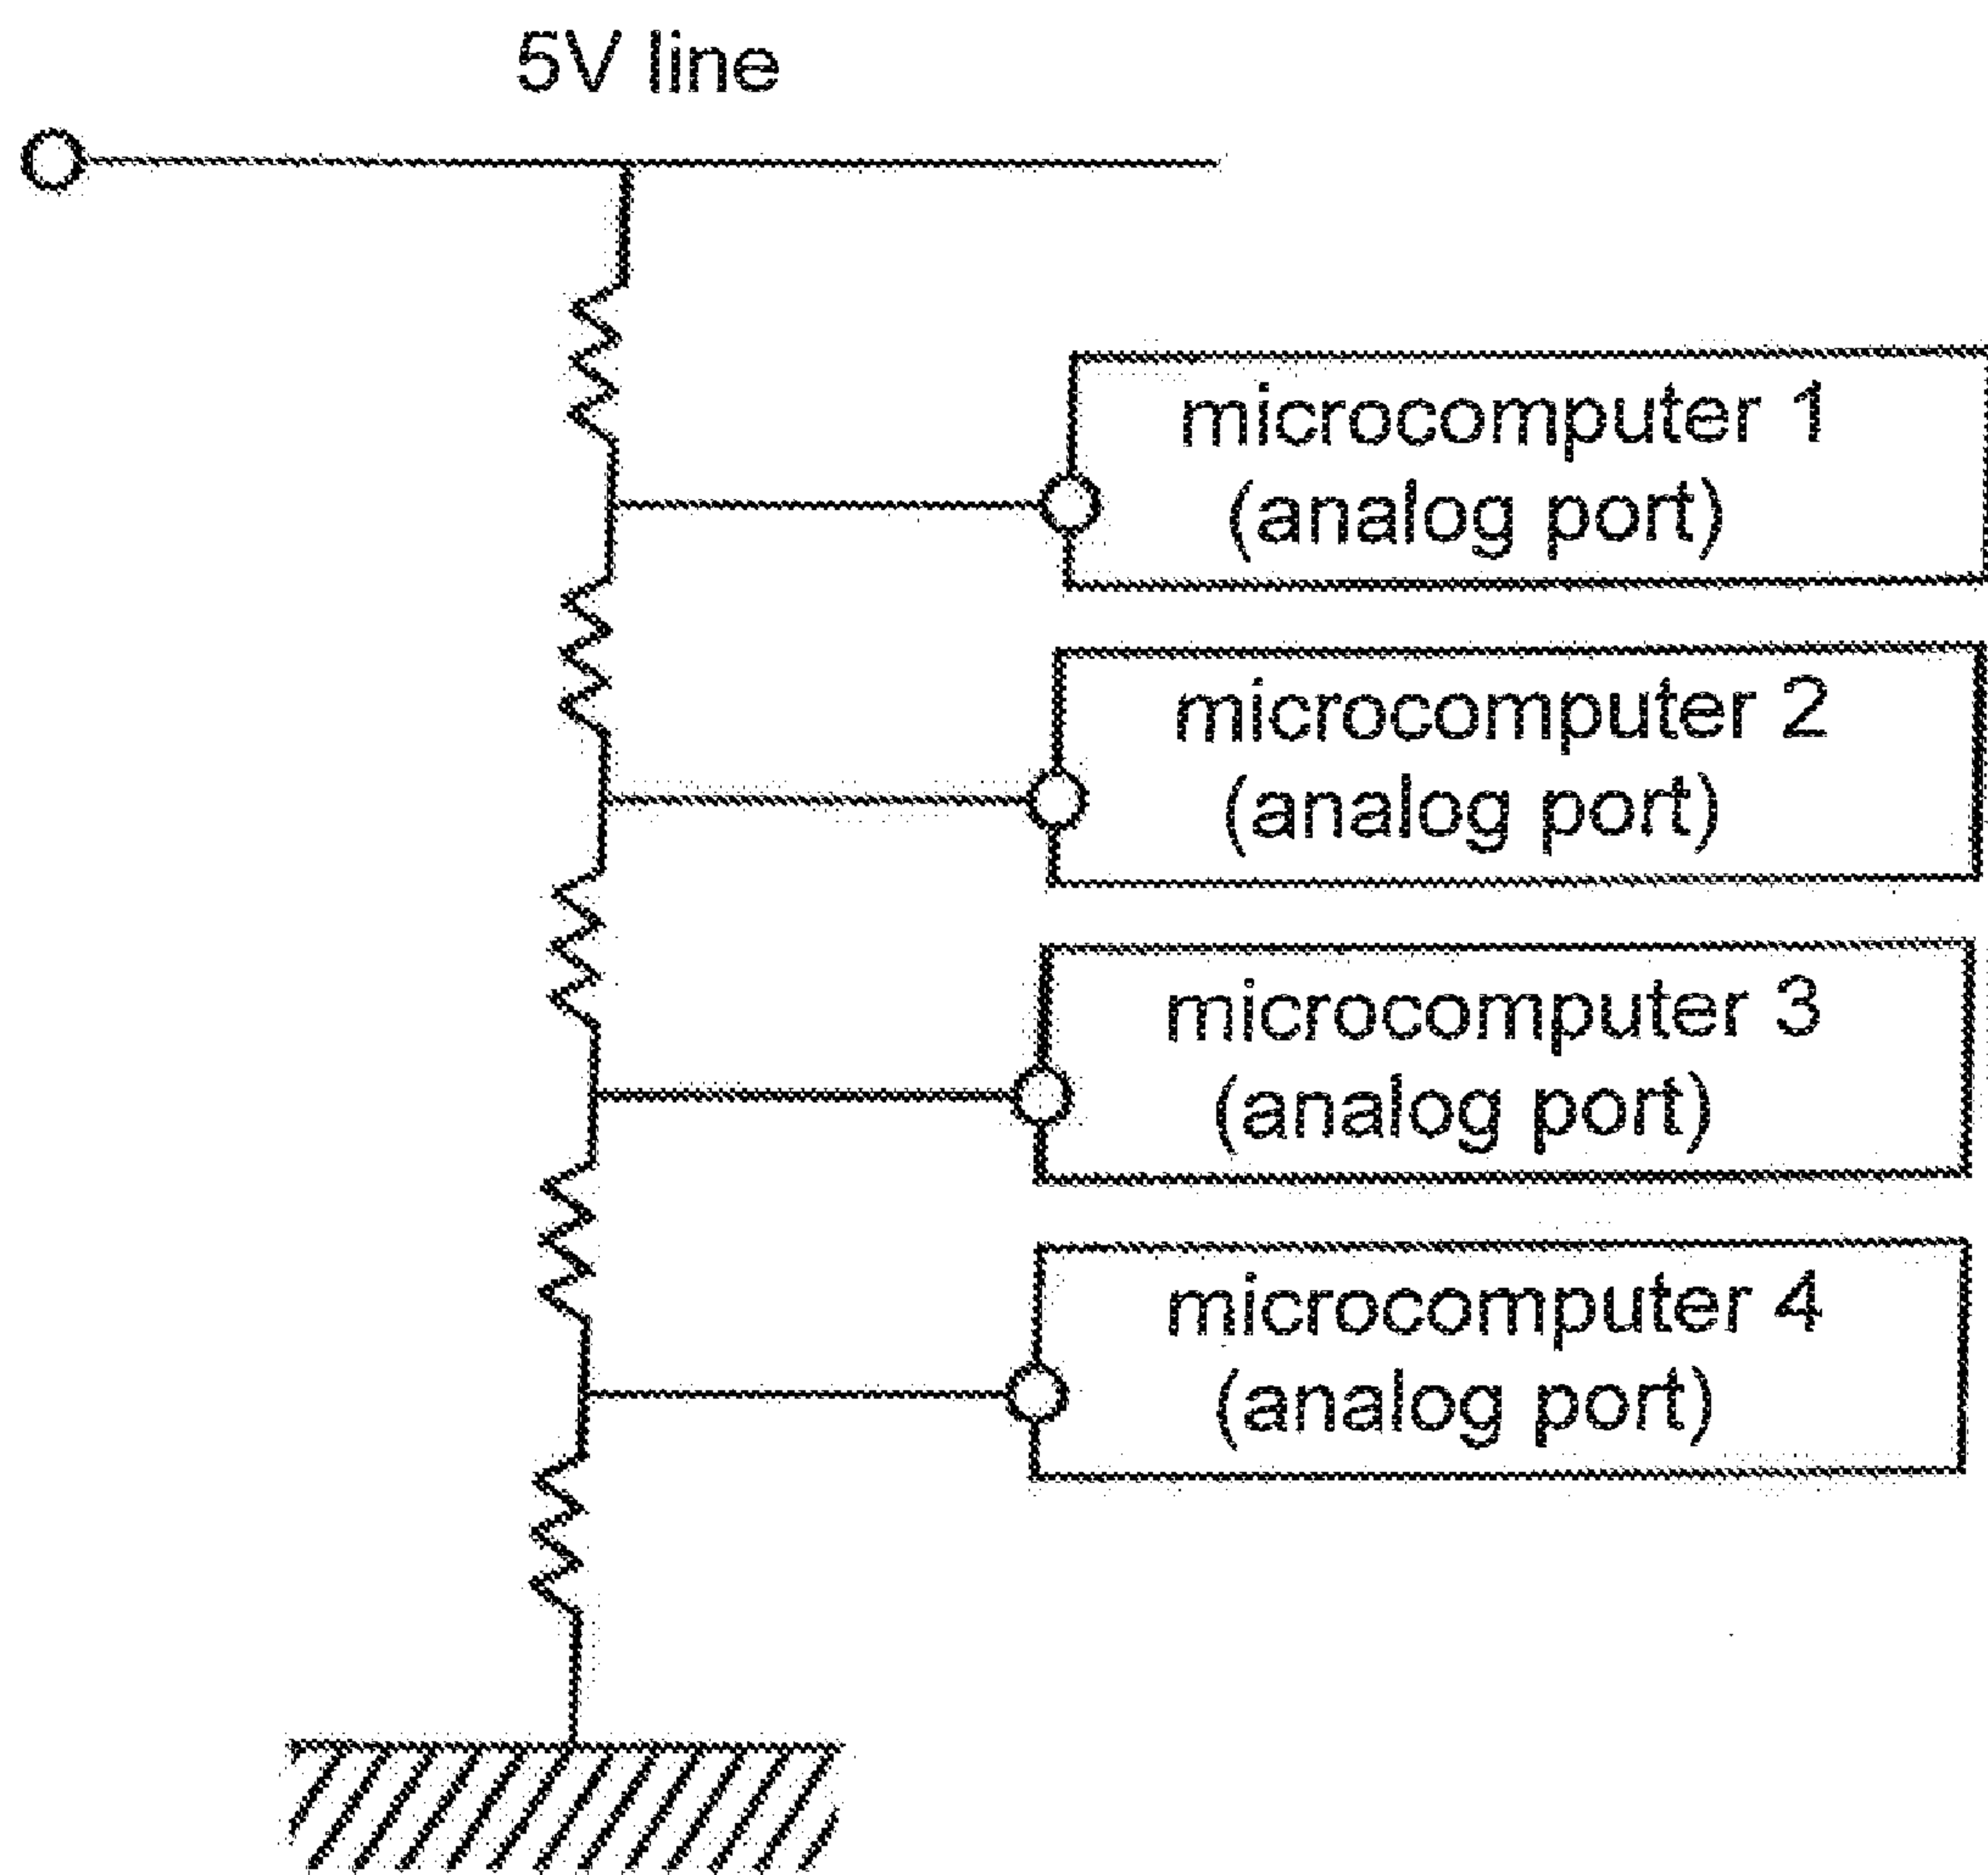 5V line
microcomputer 1
(analog port)
microcomputer 2
(analog port)
microcomputer 3
(analog port)
microcomputer 4
(analog port)